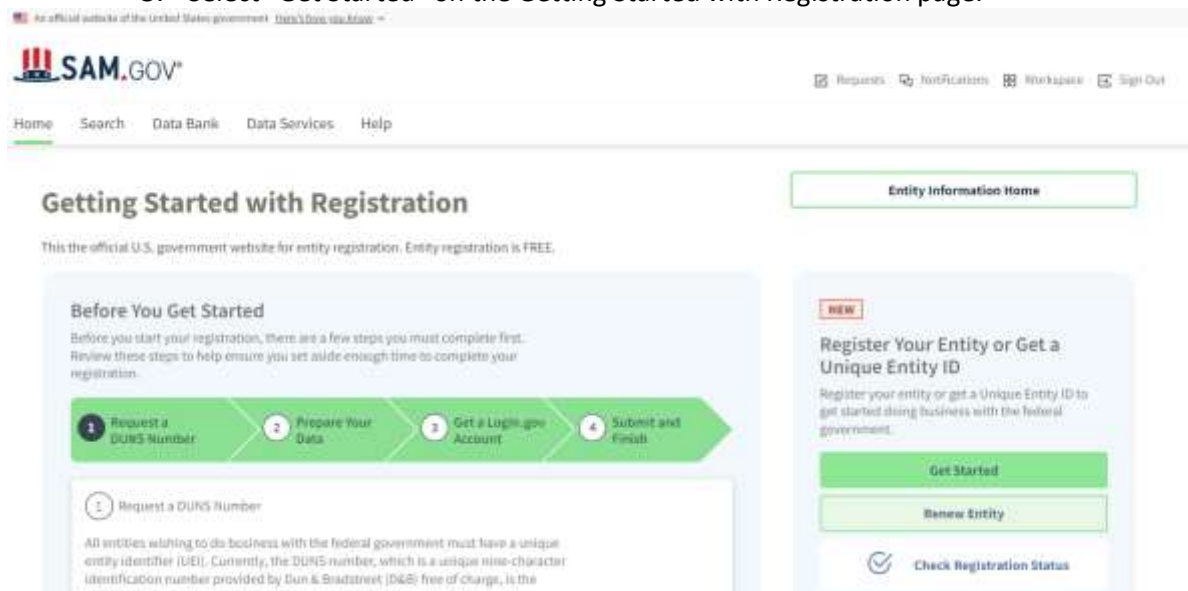 Select "Get Started" on the Getting Started with Registration page.
An official website of the United States government Here's how you know
SAM.GOV®
Requests Notifications Workspace Sign Out
Home Search Data Bank Data Services Help
Getting Started with Registration
Entity Information Home
This the official U.S. government website for entity registration. Entity registration is FREE.
Before You Get Started
Before you start your registration, there are a few steps you must complete first.
Review these steps to help ensure you set aside enough time to complete your
registration.
1 Request a
DUNS Number
2 Prepare Your
Data
3 Get a Login.gov
Account
4 Submit and
Finish
1 Request a DUNS Number
All entities wishing to do business with the federal government must have a unique
entity identifier (UEI). Currently, the DUNS number, which is a unique nine-character
identification number provided by Dun & Bradstreet (D&B) free of charge, is the
NEW
Register Your Entity or Get a
Unique Entity ID
Register your entity or get a Unique Entity ID to
get started doing business with the federal
government.
Get Started
Renew Entity
Check Registration Status